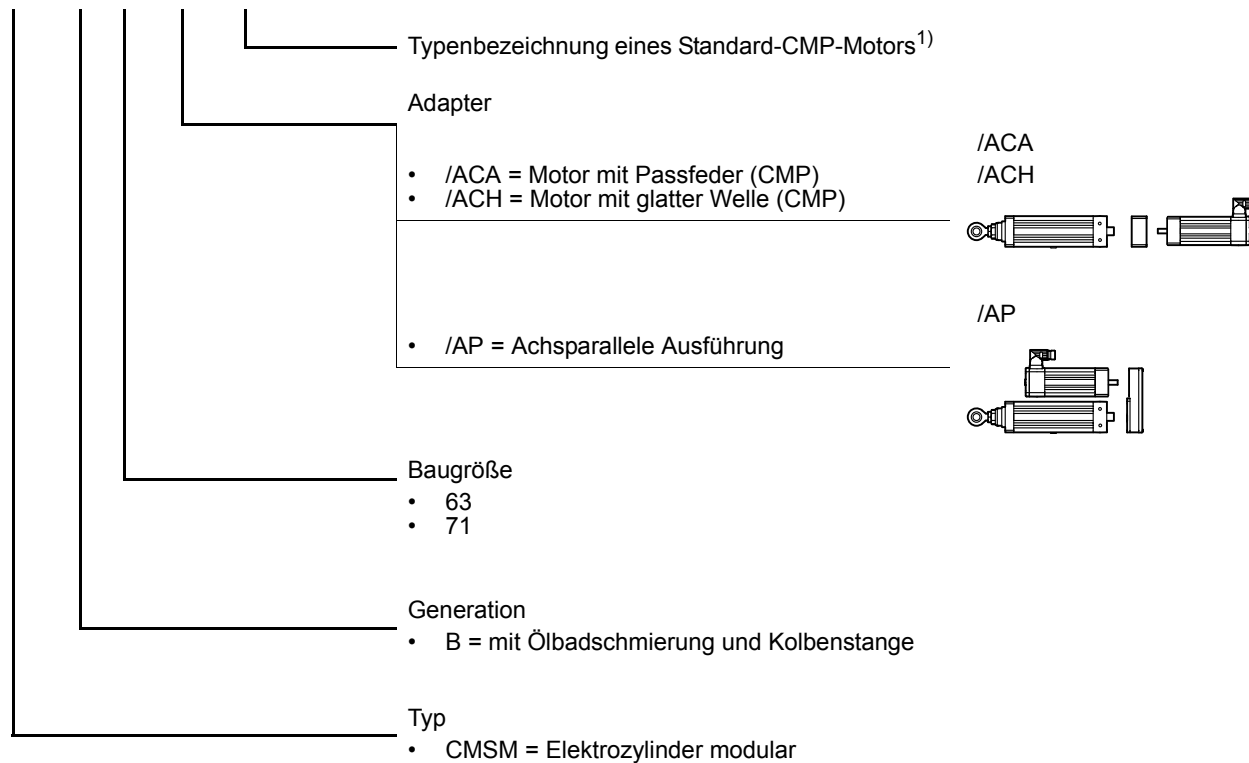 Typenbezeichnung eines Standard-CMP-Motors1)
Adapter
• /ACA = Motor mit Passfeder (CMP)
• /ACH = Motor mit glatter Welle (CMP)
/ACA
/ACH
• /AP = Achsparallele Ausführung
/AP
Baugröße
• 63
• 71
Generation
• B = mit Ölbadschmierung und Kolbenstange
Typ
• CMSM = Elektrozylinder modular